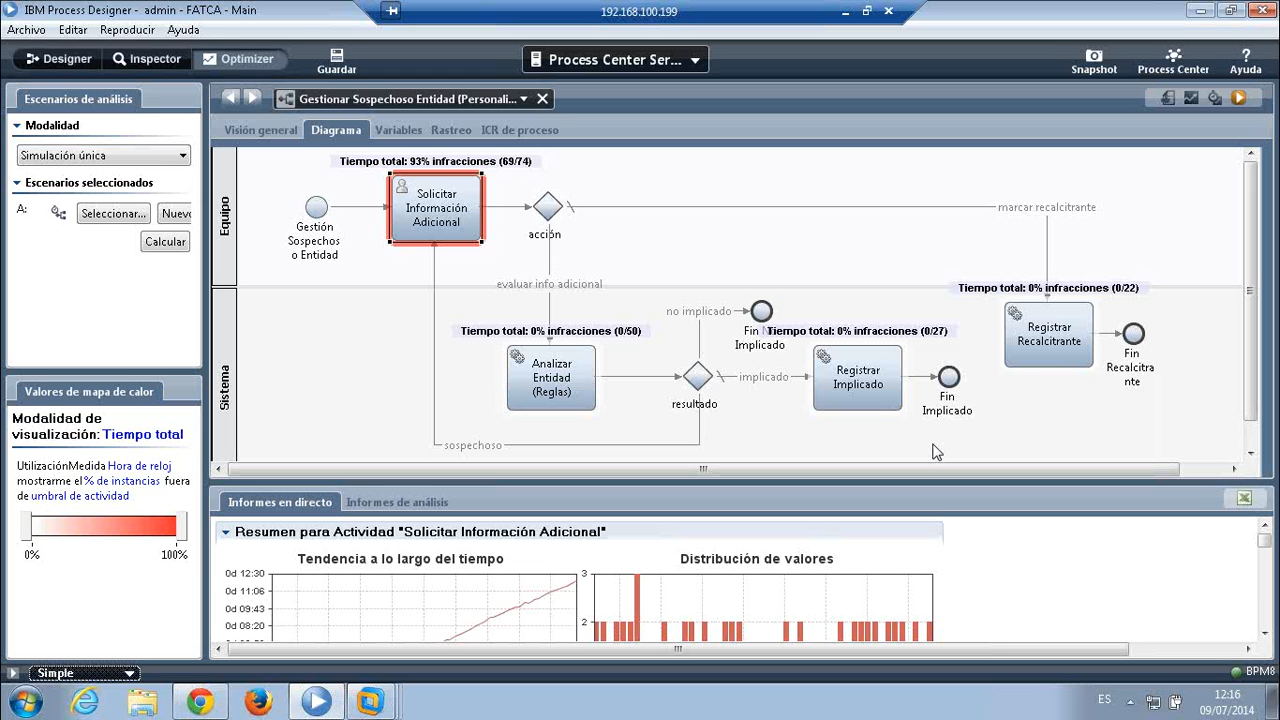 IBM Process Designer - admin - FATCA - Main
192.168.100.199
Archivo Editar Reproducir Ayuda
Designer Inspector Optimizer
Guardar
Process Center Ser...
Snapshot Process Center Ayuda
Escenarios de análisis
Modalidad
Simulación única
Escenarios seleccionados
A: Seleccionar... Nuevo
Calcular
Valores de mapa de calor
Modalidad de
visualización: Tiempo total
UtilizaciónMedida Hora de reloj
mostrarme el % de instancias fuera
de umbral de actividad
0% 100%
Gestionar Sospechoso Entidad (Personali...
Visión general Diagrama Variables Rastreo ICR de proceso
Equipo
Tiempo total: 93% infracciones (69/74)
Gestión
Sospechos
o Entidad
Solicitar
Información
Adicional
acción
marcar recalcitrante
evaluar info adicional
Sistema
Tiempo total: 0% infracciones (0/22)
Registrar
Recalcitrante
Fin
Recalcitra
nte
no implicado
Fin
Implicado
Tiempo total: 0% infracciones (0/50)
Tiempo total: 0% infracciones (0/27)
Analizar
Entidad
(Reglas)
resultado
implicado
Registrar
Implicado
Fin
Implicado
sospechoso
Informes en directo Informes de análisis
Resumen para Actividad "Solicitar Información Adicional"
Tendencia a lo largo del tiempo
0d 12:30
0d 11:06
0d 09:43
0d 08:20
Distribución de valores
3
2
Simple
BPM8
ES
12:16
09/07/2014